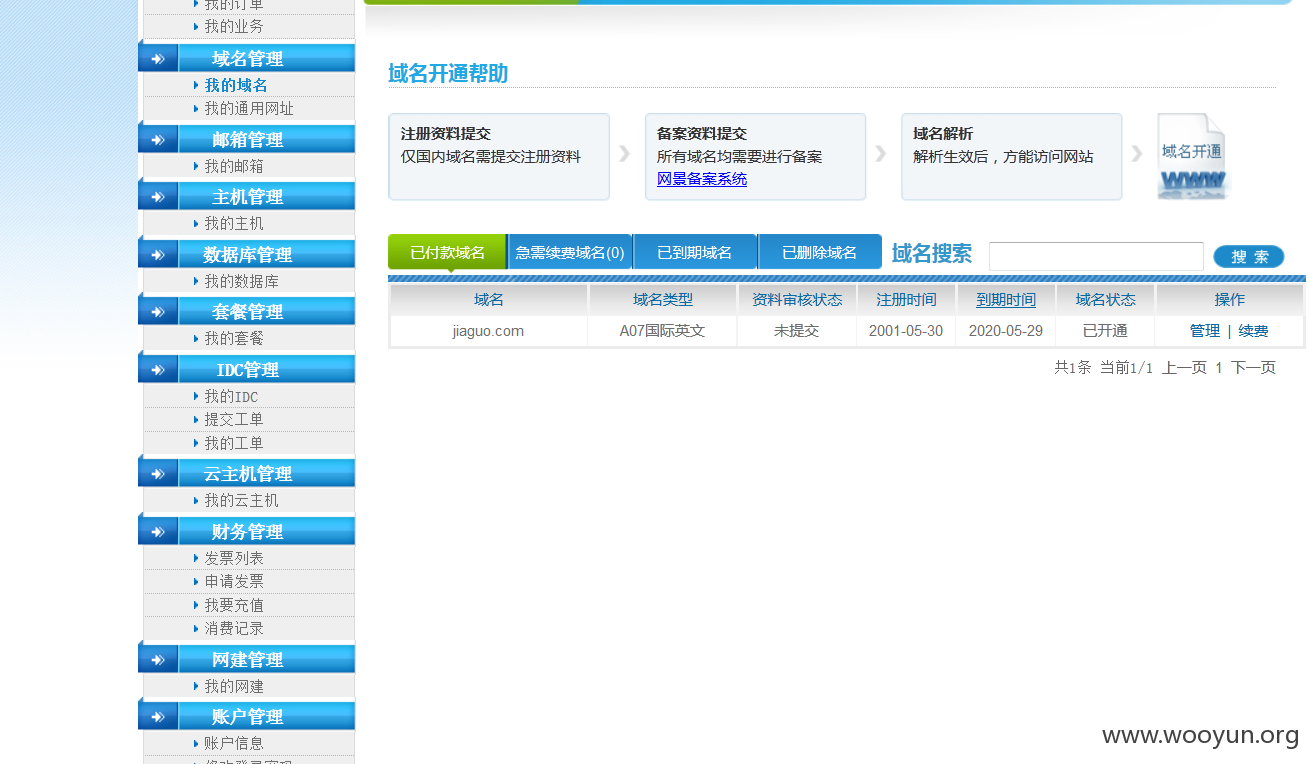 我的订单
我的业务
域名管理
我的域名
我的通用网址
邮箱管理
我的邮箱
主机管理
我的主机
数据库管理
我的数据库
套餐管理
我的套餐
IDC管理
我的IDC
提交工单
我的工单
云主机管理
我的云主机
财务管理
发票列表
申请发票
我要充值
消费记录
网建管理
我的网建
账户管理
账户信息
修改登录密码
域名开通帮助
注册资料提交
仅国内域名需提交注册资料
备案资料提交
所有域名均需要进行备案
网景备案系统
域名解析
解析生效后，方能访问网站
域名开通
WWW
已付款域名 急需续费域名(0) 已到期域名 已删除域名 域名搜索 搜 索
域名 域名类型 资料审核状态 注册时间 到期时间 域名状态 操作
jiaguo.com A07国际英文 未提交 2001-05-30 2020-05-29 已开通 管理 | 续费
共1条 当前1/1 上一页 1 下一页
www.wooyun.org